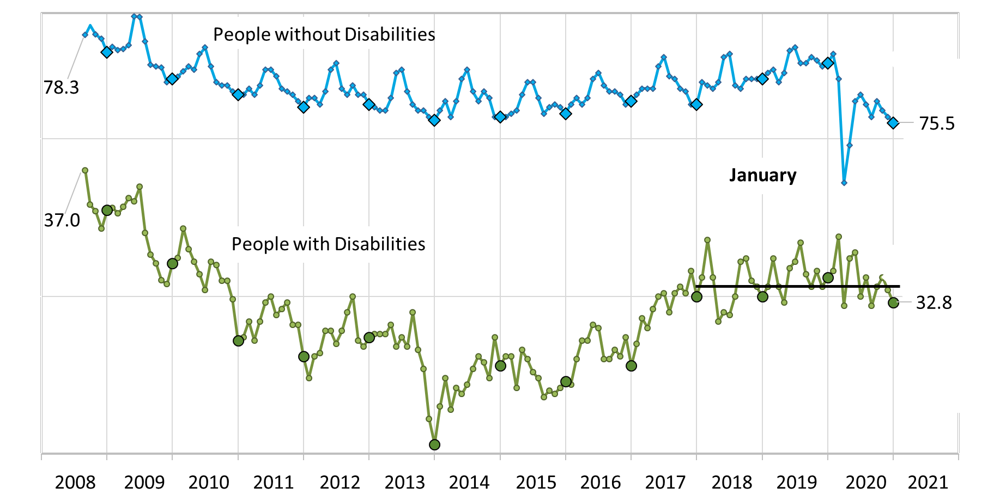 People without Disabilities
78.3
75.5
January
37.0
People with Disabilities
32.8
2008 2009 2010 2011 2012 2013 2014 2015 2016 2017 2018 2019 2020 2021